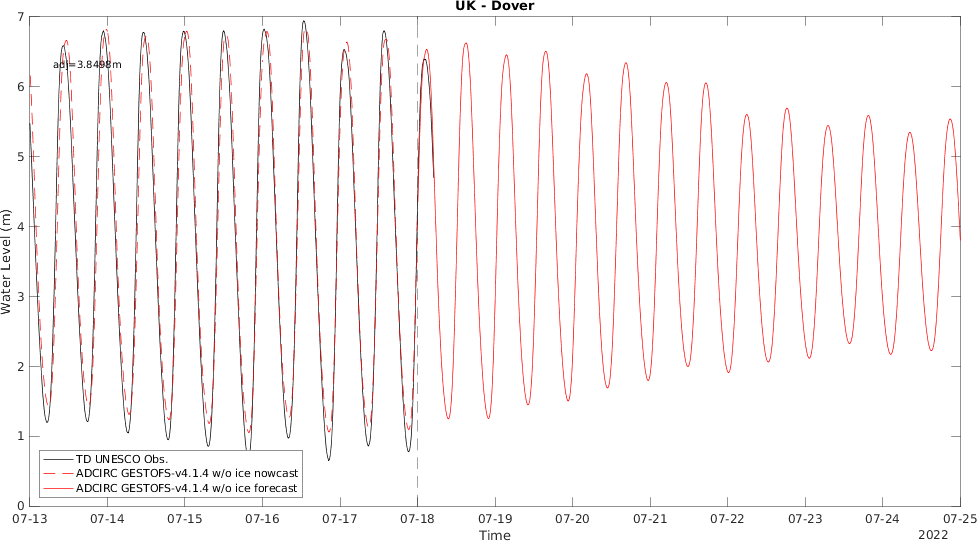 UK - Dover
7
adj=3.8498m
6
5
4
3
2
1
0
Water Level (m)
TD UNESCO Obs.
ADCIRC GESTOFS-v4.1.4 w/o ice nowcast
ADCIRC GESTOFS-v4.1.4 w/o ice forecast
07-13 07-14 07-15 07-16 07-17 07-18 07-19 07-20 07-21 07-22 07-23 07-24 07-25
Time 2022